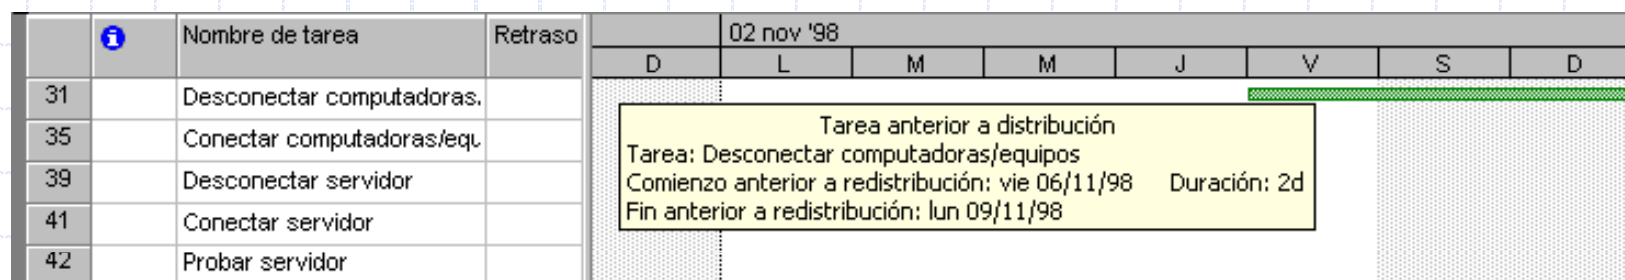 Nombre de tarea Retraso 02 nov '98
D L M M J V S D
31 Desconectar computadoras.
35 Conectar computadoras/equ
39 Desconectar servidor
41 Conectar servidor
42 Probar servidor
Tarea anterior a distribución
Tarea: Desconectar computadoras/equipos
Comienzo anterior a redistribución: vie 06/11/98 Duración: 2d
Fin anterior a redistribución: lun 09/11/98